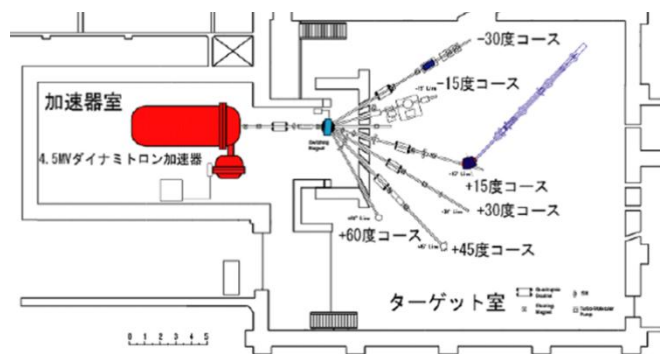 -30度コース
-15度コース
加速器室
4.5MVダイナミトロン加速器
+15度コース
+30度コース
+60度コース
+45度コース
ターゲット室
0 1 2 3 4 5